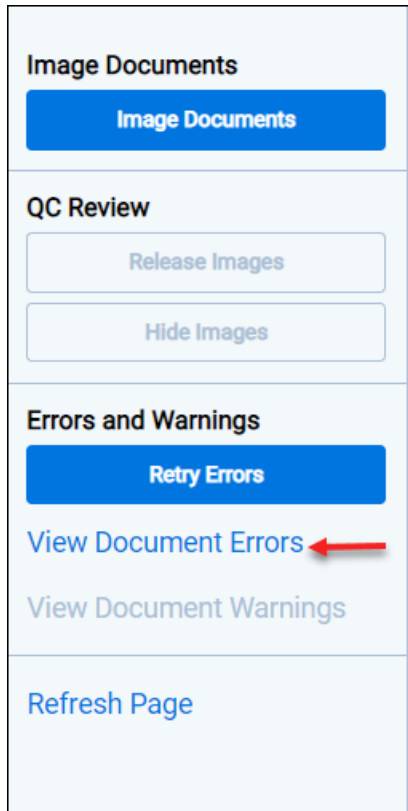 Image Documents
Image Documents
QC Review
Release Images
Hide Images
Errors and Warnings
Retry Errors
View Document Errors
View Document Warnings
Refresh Page